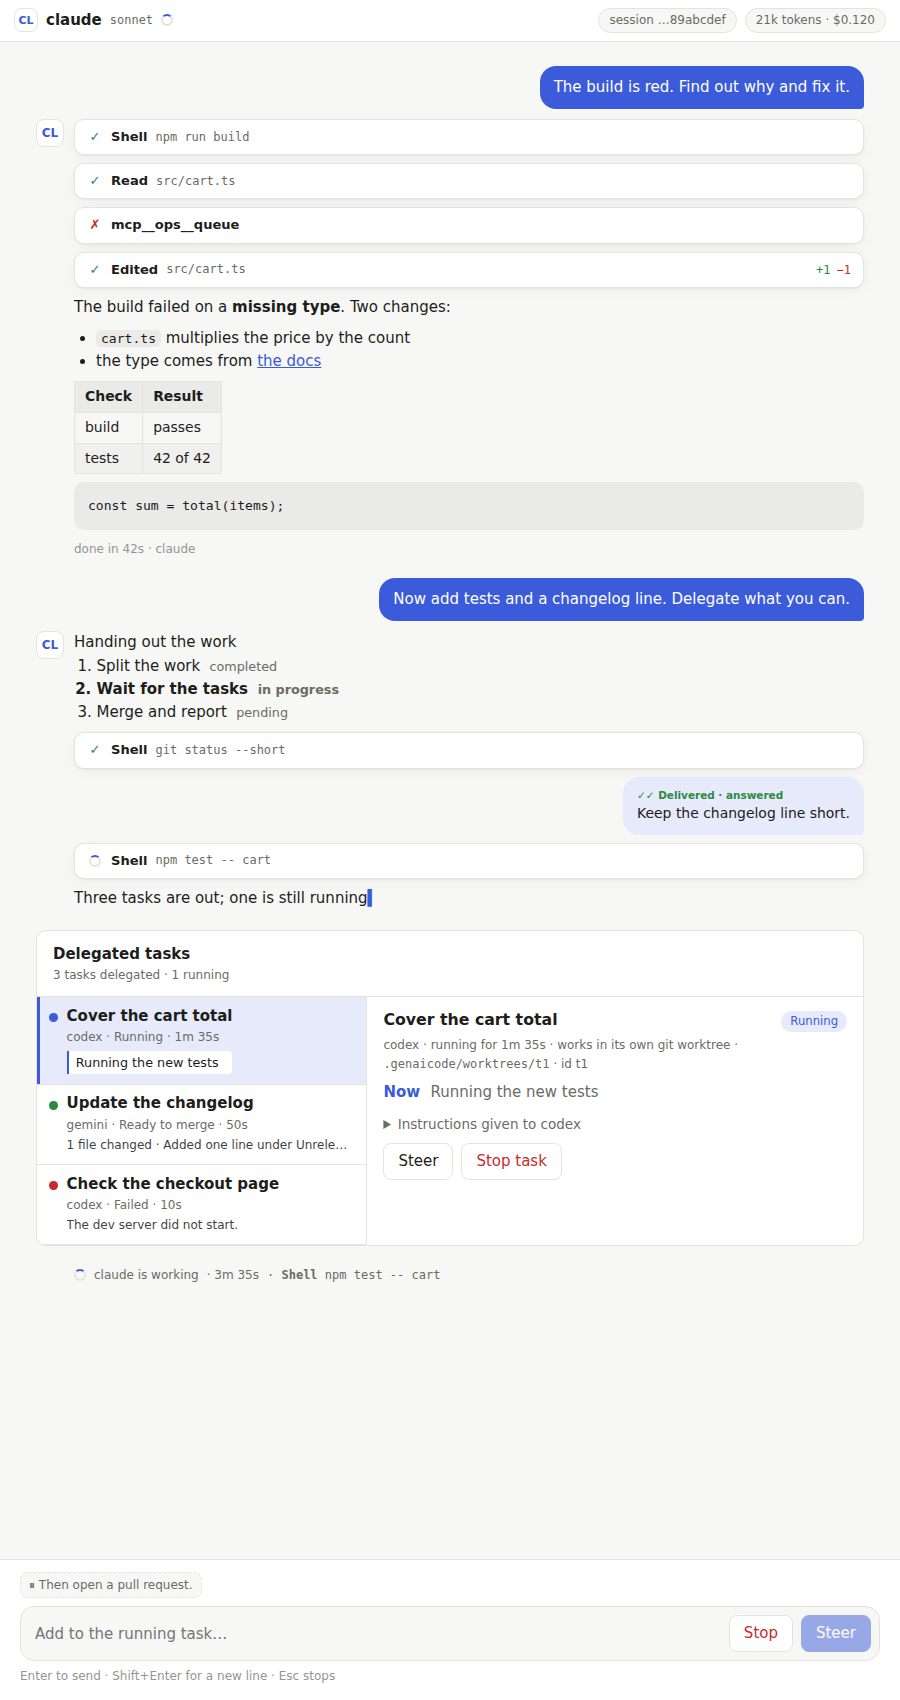 CL claude sonnet session …89abcdef 21k tokens · $0.120
The build is red. Find out why and fix it.
CL
✓ Shell npm run build
✓ Read src/cart.ts
✗ mcp__ops__queue
✓ Edited src/cart.ts +1 −1
The build failed on a missing type. Two changes:
• cart.ts multiplies the price by the count
• the type comes from the docs
Check Result
build passes
tests 42 of 42
const sum = total(items);
done in 42s · claude
Now add tests and a changelog line. Delegate what you can.
CL
Handing out the work
1. Split the work completed
2. Wait for the tasks in progress
3. Merge and report pending
✓ Shell git status --short
✓✓ Delivered · answered
Keep the changelog line short.
Shell npm test -- cart
Three tasks are out; one is still running
Delegated tasks
3 tasks delegated · 1 running
Cover the cart total
codex · Running · 1m 35s
Running the new tests
Update the changelog
gemini · Ready to merge · 50s
1 file changed · Added one line under Unrele…
Check the checkout page
codex · Failed · 10s
The dev server did not start.
Cover the cart total Running
codex · running for 1m 35s · works in its own git worktree ·
.genaicode/worktrees/t1 · id t1
Now Running the new tests
▶ Instructions given to codex
Steer Stop task
claude is working · 3m 35s · Shell npm test -- cart
Then open a pull request.
Add to the running task… Stop Steer
Enter to send · Shift+Enter for a new line · Esc stops